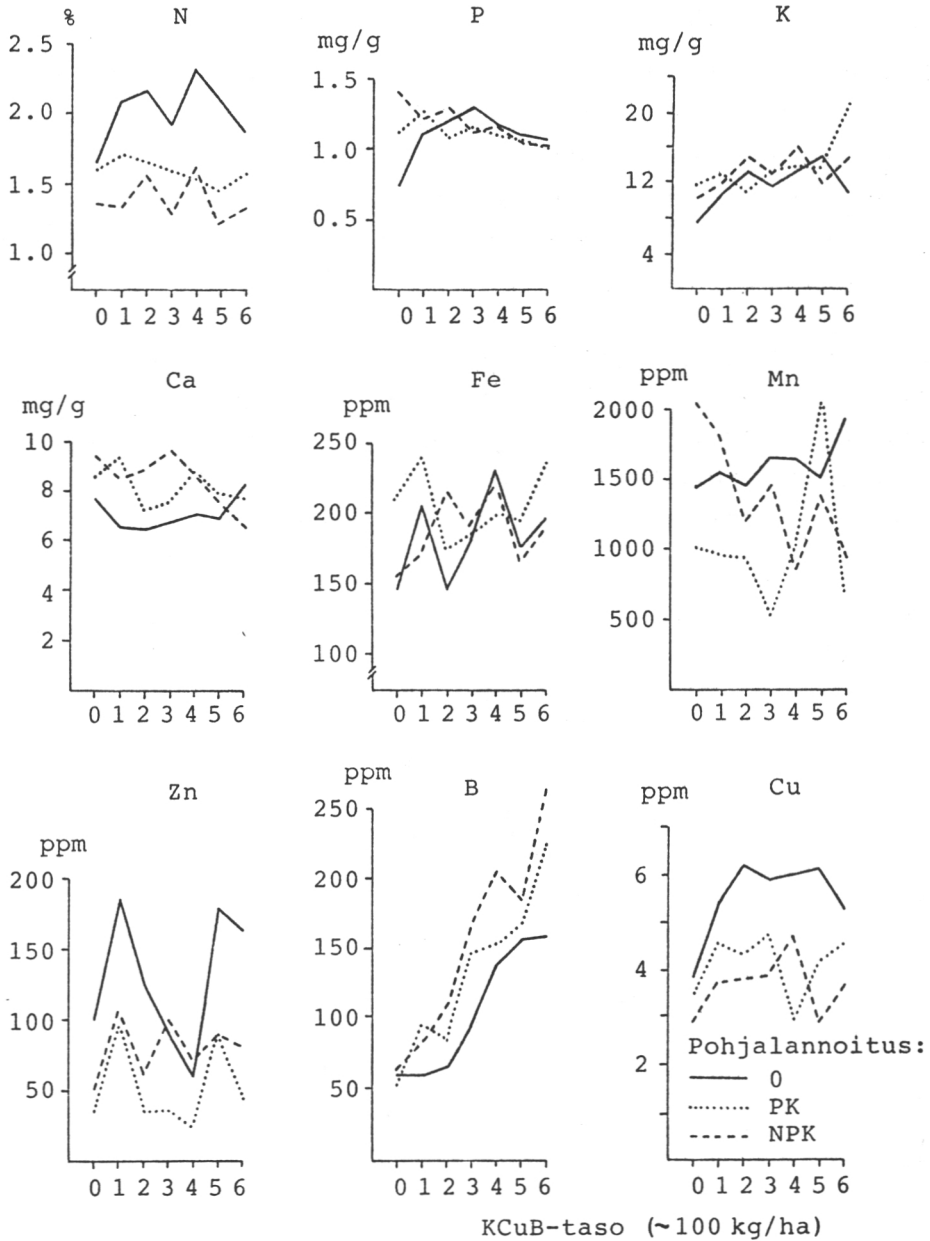 % N
2.5
2.0
1.5
1.0
0 1 2 3 4 5 6
P
mg/g
1.5
1.0
0.5
0 1 2 3 4 5 6
K
mg/g
20
12
4
0 1 2 3 4 5 6
Ca
mg/g
10
8
6
4
2
0 1 2 3 4 5 6
Fe
ppm
250
200
150
100
0 1 2 3 4 5 6
ppm Mn
2000
1500
1000
500
0 1 2 3 4 5 6
Zn
ppm
200
150
100
50
0 1 2 3 4 5 6
ppm B
250
200
150
100
50
0 1 2 3 4 5 6
ppm Cu
6
4
2
Pohjalannoitus:
0
PK
NPK
0 1 2 3 4 5 6
KCuB-taso (~100 kg/ha)